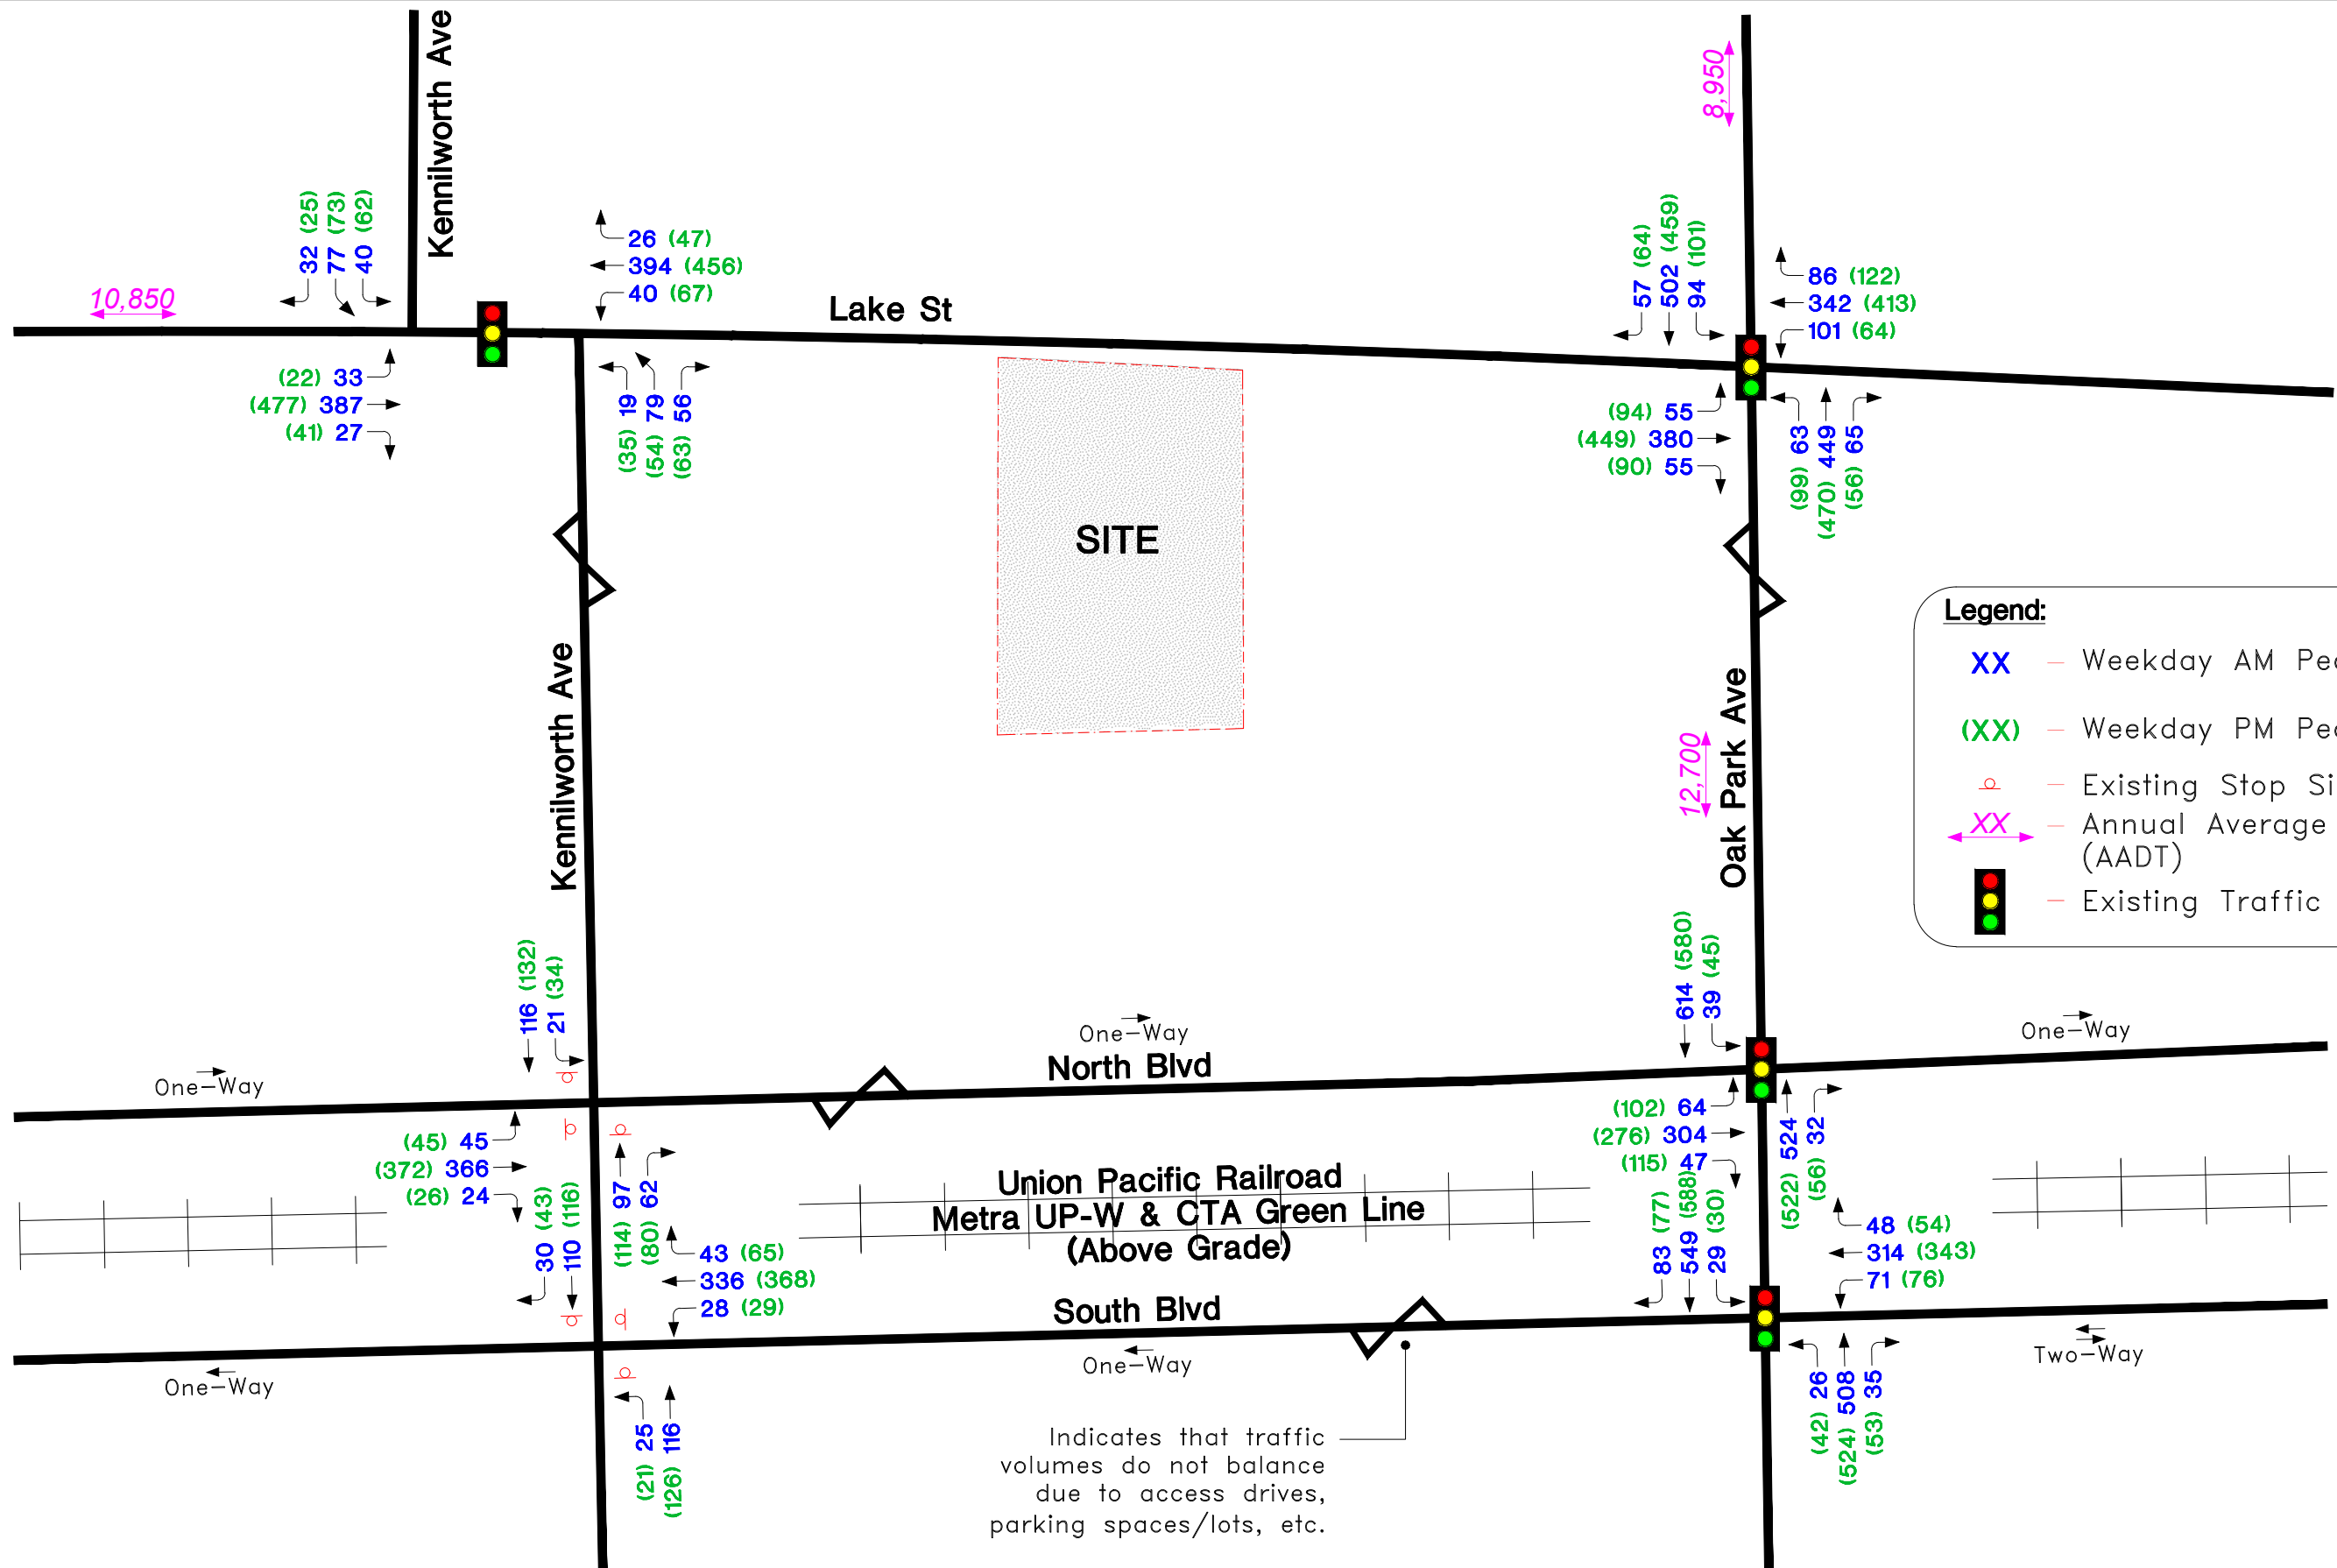 Kennilworth Ave
8,950
32 (25)
77 (73)
40 (62)
26 (47)
394 (456)
40 (67)
10,850
Lake St
57 (64)
502 (459)
94 (101)
86 (122)
342 (413)
101 (64)
(22) 33
(477) 387
(41) 27
(35) 19
(54) 79
(63) 56
(94) 55
(449) 380
(90) 55
(99) 63
(470) 449
(56) 65
SITE
Legend:
XX – Weekday AM
(XX) – Weekday PM
– Existing Stop
XX – Annual Average
(AADT)
– Existing Traffic
Kennilworth Ave
12,700
Oak Park Ave
116 (132)
21 (34)
614 (580)
39 (45)
One-Way
One-Way
One-Way
North Blvd
(45) 45
(372) 366
(26) 24
(114) 97
(80) 62
(102) 64
(276) 304
(115) 47
(522) 524
(56) 32
Union Pacific Railroad
Metra UP-W & CTA Green Line
(Above Grade)
30 (43)
110 (116)
43 (65)
336 (368)
28 (29)
83 (77)
549 (588)
29 (30)
48 (54)
314 (343)
71 (76)
South Blvd
One-Way
One-Way
Two-Way
(21) 25
(126) 116
(42) 26
(524) 508
(53) 35
Indicates that traffic
volumes do not balance
due to access drives,
parking spaces/lots, etc.